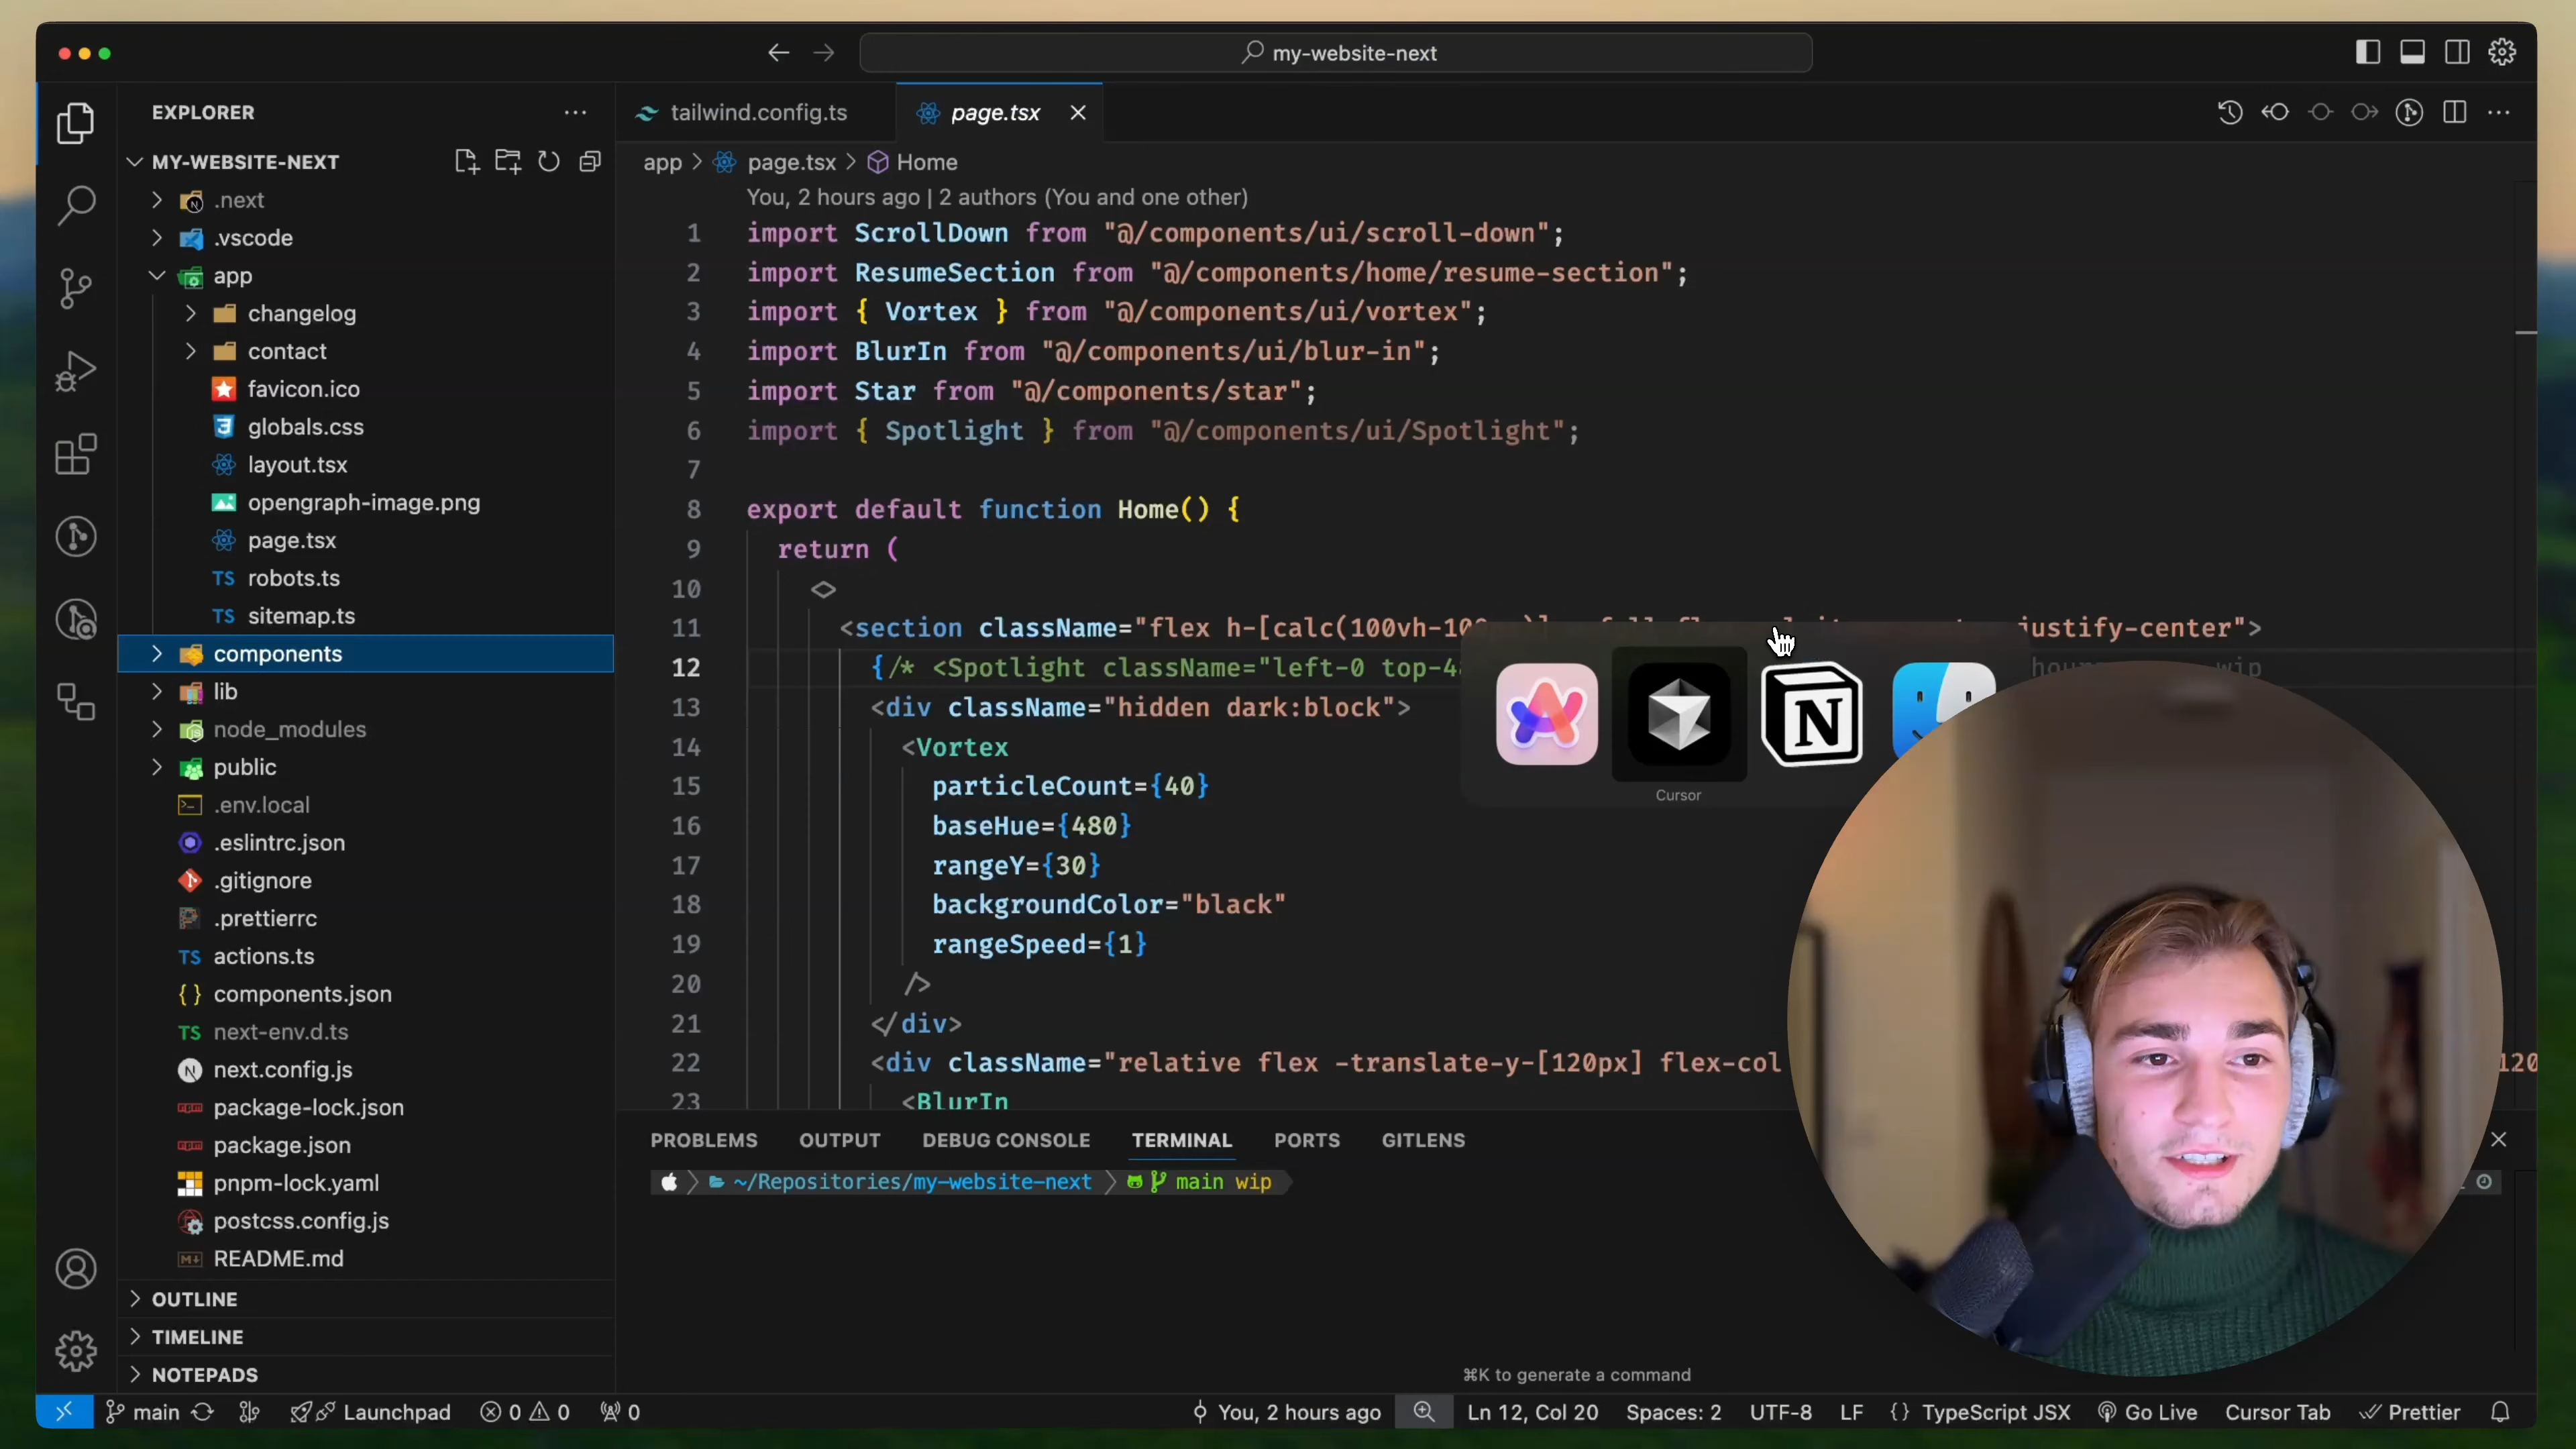 my-website-next
EXPLORER
MY-WEBSITE-NEXT
.next
.vscode
app
changelog
contact
favicon.ico
globals.css
layout.tsx
opengraph-image.png
page.tsx
TS robots.ts
TS sitemap.ts
components
lib
node_modules
public
.env.local
.eslintrc.json
.gitignore
.prettierrc
TS actions.ts
{ } components.json
TS next-env.d.ts
next.config.js
package-lock.json
package.json
pnpm-lock.yaml
postcss.config.js
README.md
OUTLINE
TIMELINE
NOTEPADS
tailwind.config.ts
page.tsx
app > page.tsx > Home
You, 2 hours ago | 2 authors (You and one other)
1 import ScrollDown from "@/components/ui/scroll-down";
2 import ResumeSection from "@/components/home/resume-section";
3 import { Vortex } from "@/components/ui/vortex";
4 import BlurIn from "@/components/ui/blur-in";
5 import Star from "@/components/star";
6 import { Spotlight } from "@/components/ui/Spotlight";
7
8 export default function Home() {
9 return (
10 <>
11 <section className="flex h-[calc(100vh-10 justify-center">
12 {/* <Spotlight className="left-0 top-4 wip
13 <div className="hidden dark:block">
14 <Vortex
15 particleCount={40}
16 baseHue={480}
17 rangeY={30}
18 backgroundColor="black"
19 rangeSpeed={1}
20 />
21 </div>
22 <div className="relative flex -translate-y-[120px] flex-col 120
23 <BlurIn
N
Cursor
PROBLEMS OUTPUT DEBUG CONSOLE TERMINAL PORTS GITLENS
~/Repositories/my-website-next main wip
⌘K to generate a command
main Launchpad 0 0 0 You, 2 hours ago Ln 12, Col 20 Spaces: 2 UTF-8 LF {} TypeScript JSX Go Live Cursor Tab Prettier